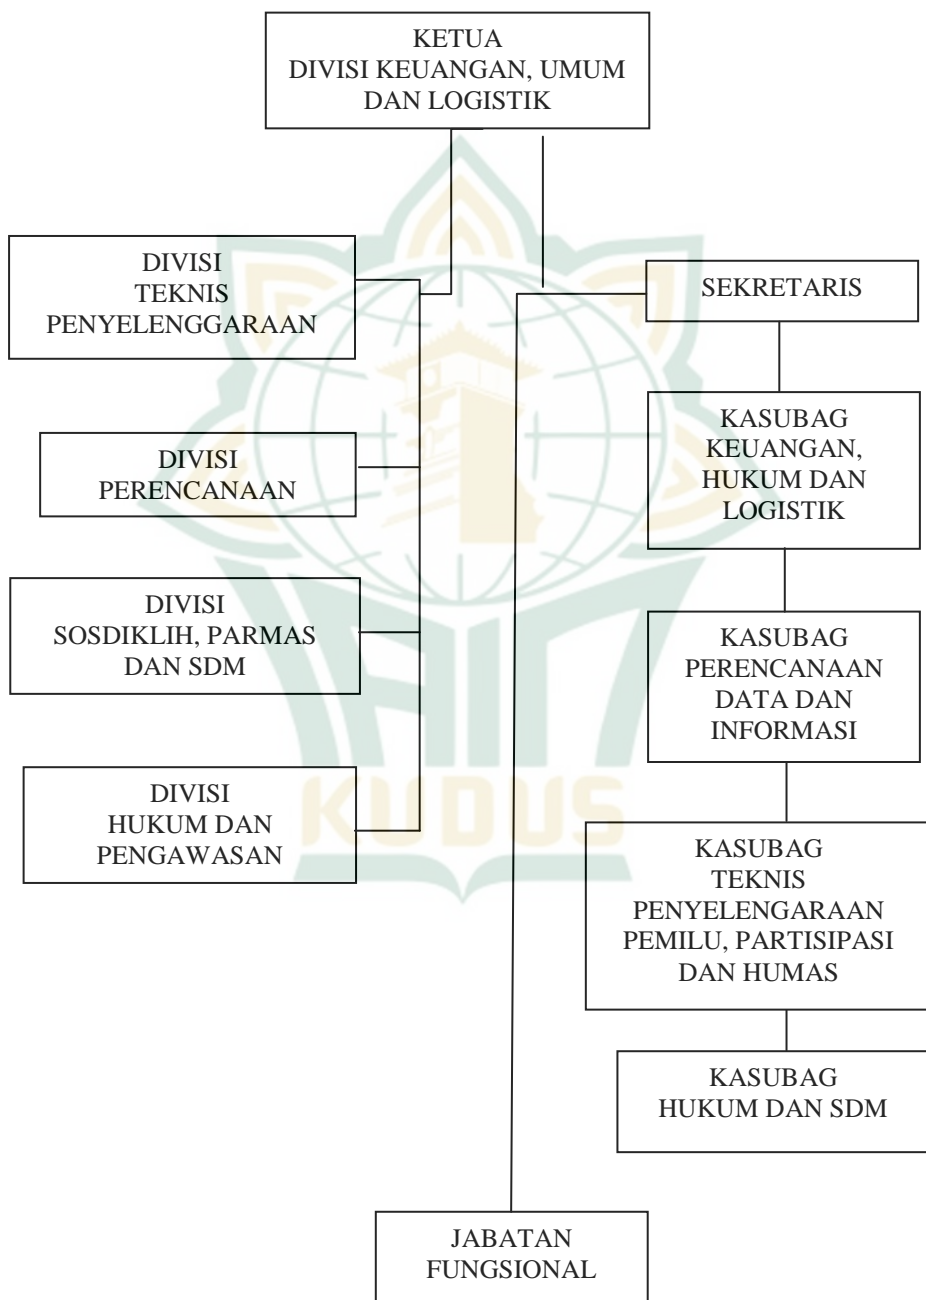 KETUA
DIVISI KEUANGAN, UMUM
DAN LOGISTIK
DIVISI
TEKNIS
PENYELENGGARAAN
DIVISI
PERENCANAAN
DIVISI
SOSDIKLIH, PARMAS
DAN SDM
DIVISI
HUKUM DAN
PENGAWASAN
SEKRETARIS
KASUBAG
KEUANGAN,
HUKUM DAN
LOGISTIK
KASUBAG
PERENCANAAN
DATA DAN
INFORMASI
KASUBAG
TEKNIS
PENYELENGARAAN
PEMILU, PARTISIPASI
DAN HUMAS
KASUBAG
HUKUM DAN SDM
JABATAN
FUNGSIONAL
IAIN
KUDUS